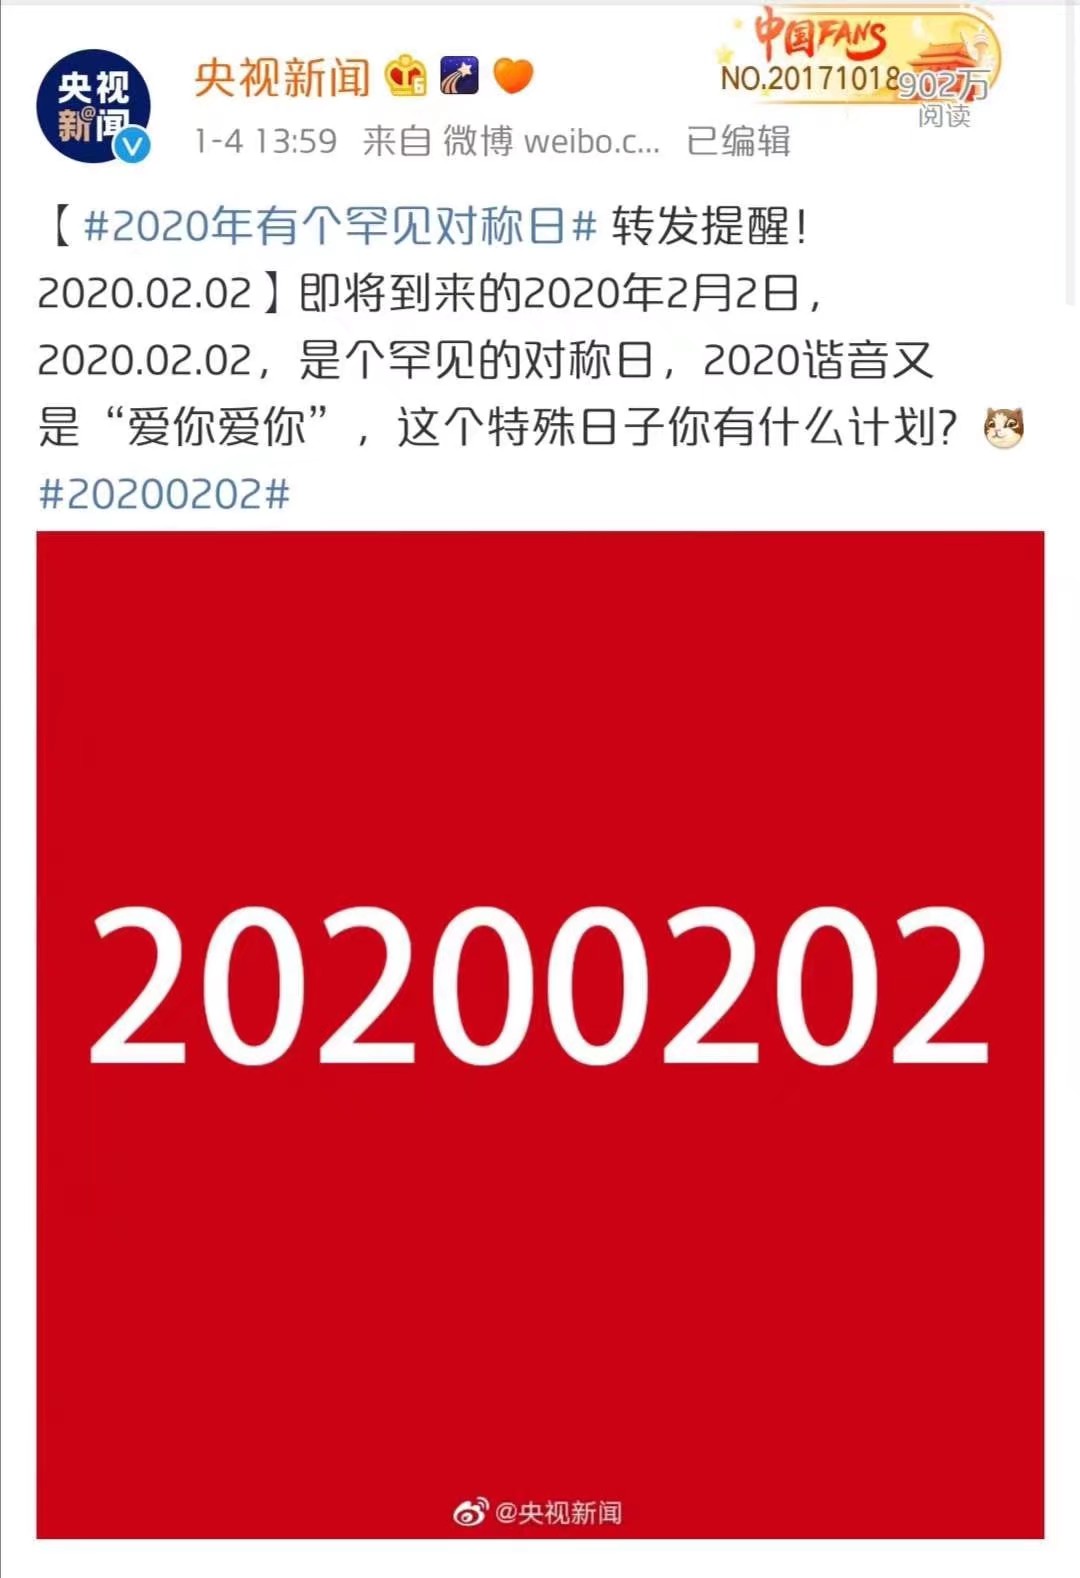 中国FANS
央视新闻
NO.20171018
902万
阅读
央视
@
新闻
1-4 13:59 来自 微博 weibo.c... 已编辑
【#2020年有个罕见对称日# 转发提醒！
2020.02.02】即将到来的2020年2月2日，
2020.02.02，是个罕见的对称日，2020谐音又
是“爱你爱你”，这个特殊日子你有什么计划？
#20200202#
20200202
@央视新闻